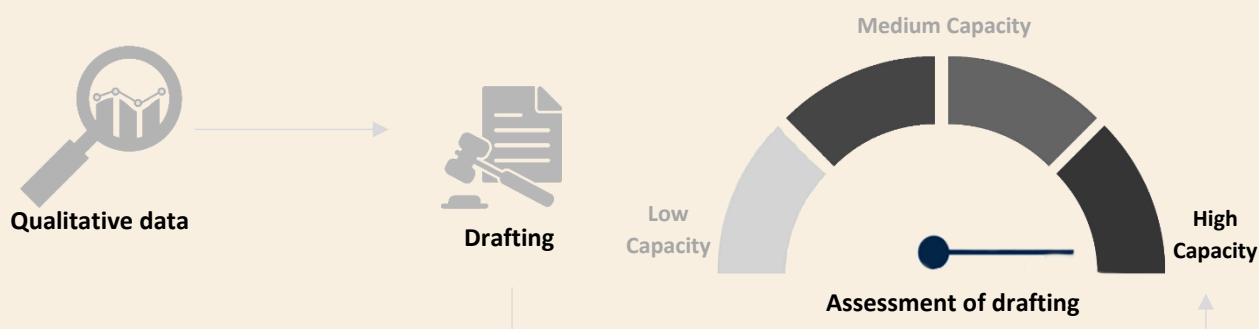 Medium Capacity
Qualitative data
Drafting
Low
Capacity
High
Capacity
Assessment of drafting